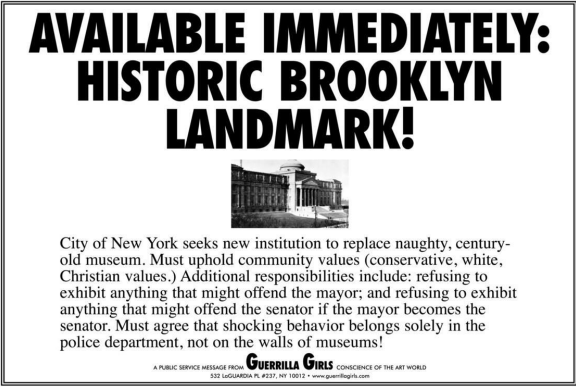 AVAILABLE IMMEDIATELY:
HISTORIC BROOKLYN
LANDMARK!
City of New York seeks new institution to replace naughty, century-
old museum. Must uphold community values (conservative, white,
Christian values.) Additional responsibilities include: refusing to
exhibit anything that might offend the mayor; and refusing to exhibit
anything that might offend the senator if the mayor becomes the
senator. Must agree that shocking behavior belongs solely in the
police department, not on the walls of museums!
A PUBLIC SERVICE MESSAGE FROM GUERRILLA GIRLS CONSCIENCE OF THE ART WORLD
532 LaGUARDIA PL #237, NY 10012 • www.guerrillagirls.com